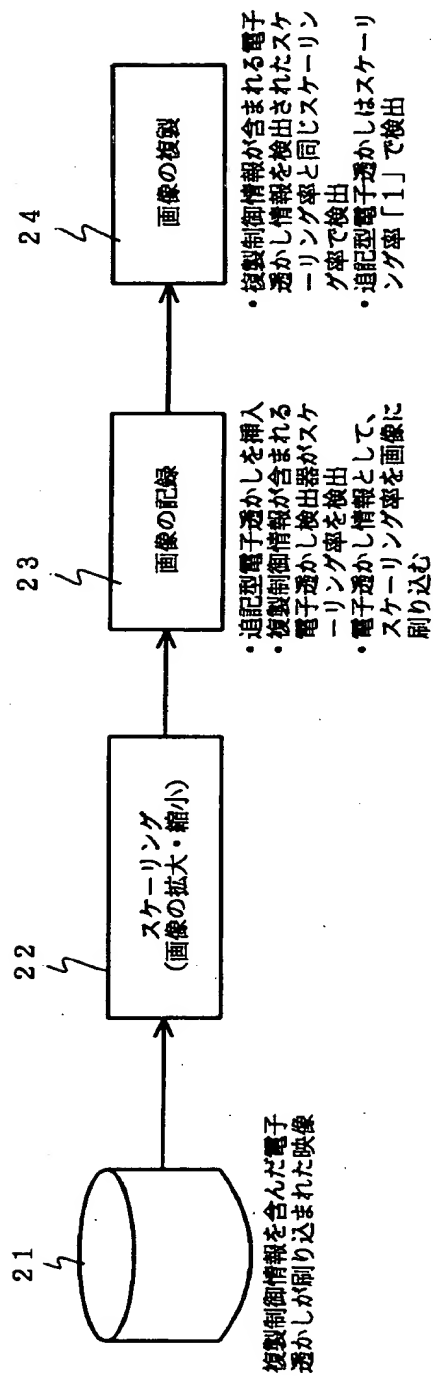 21
複製制御情報を含んだ電子
透かしが刷り込まれた映像
22
スケーリング
(画像の拡大・縮小)
23
画像の記録
・追記型電子透かしを挿入
・複製制御情報が含まれる
電子透かし検出器がスケ
ーリング率を検出
・電子透かし情報として、
スケーリング率を画像に
刷り込む
24
画像の複製
・複製制御情報が含まれる電子
透かし情報を検出されたスケ
ーリング率と同じスケーリン
グ率で検出
・追記型電子透かしはスケーリ
ング率「1」で検出